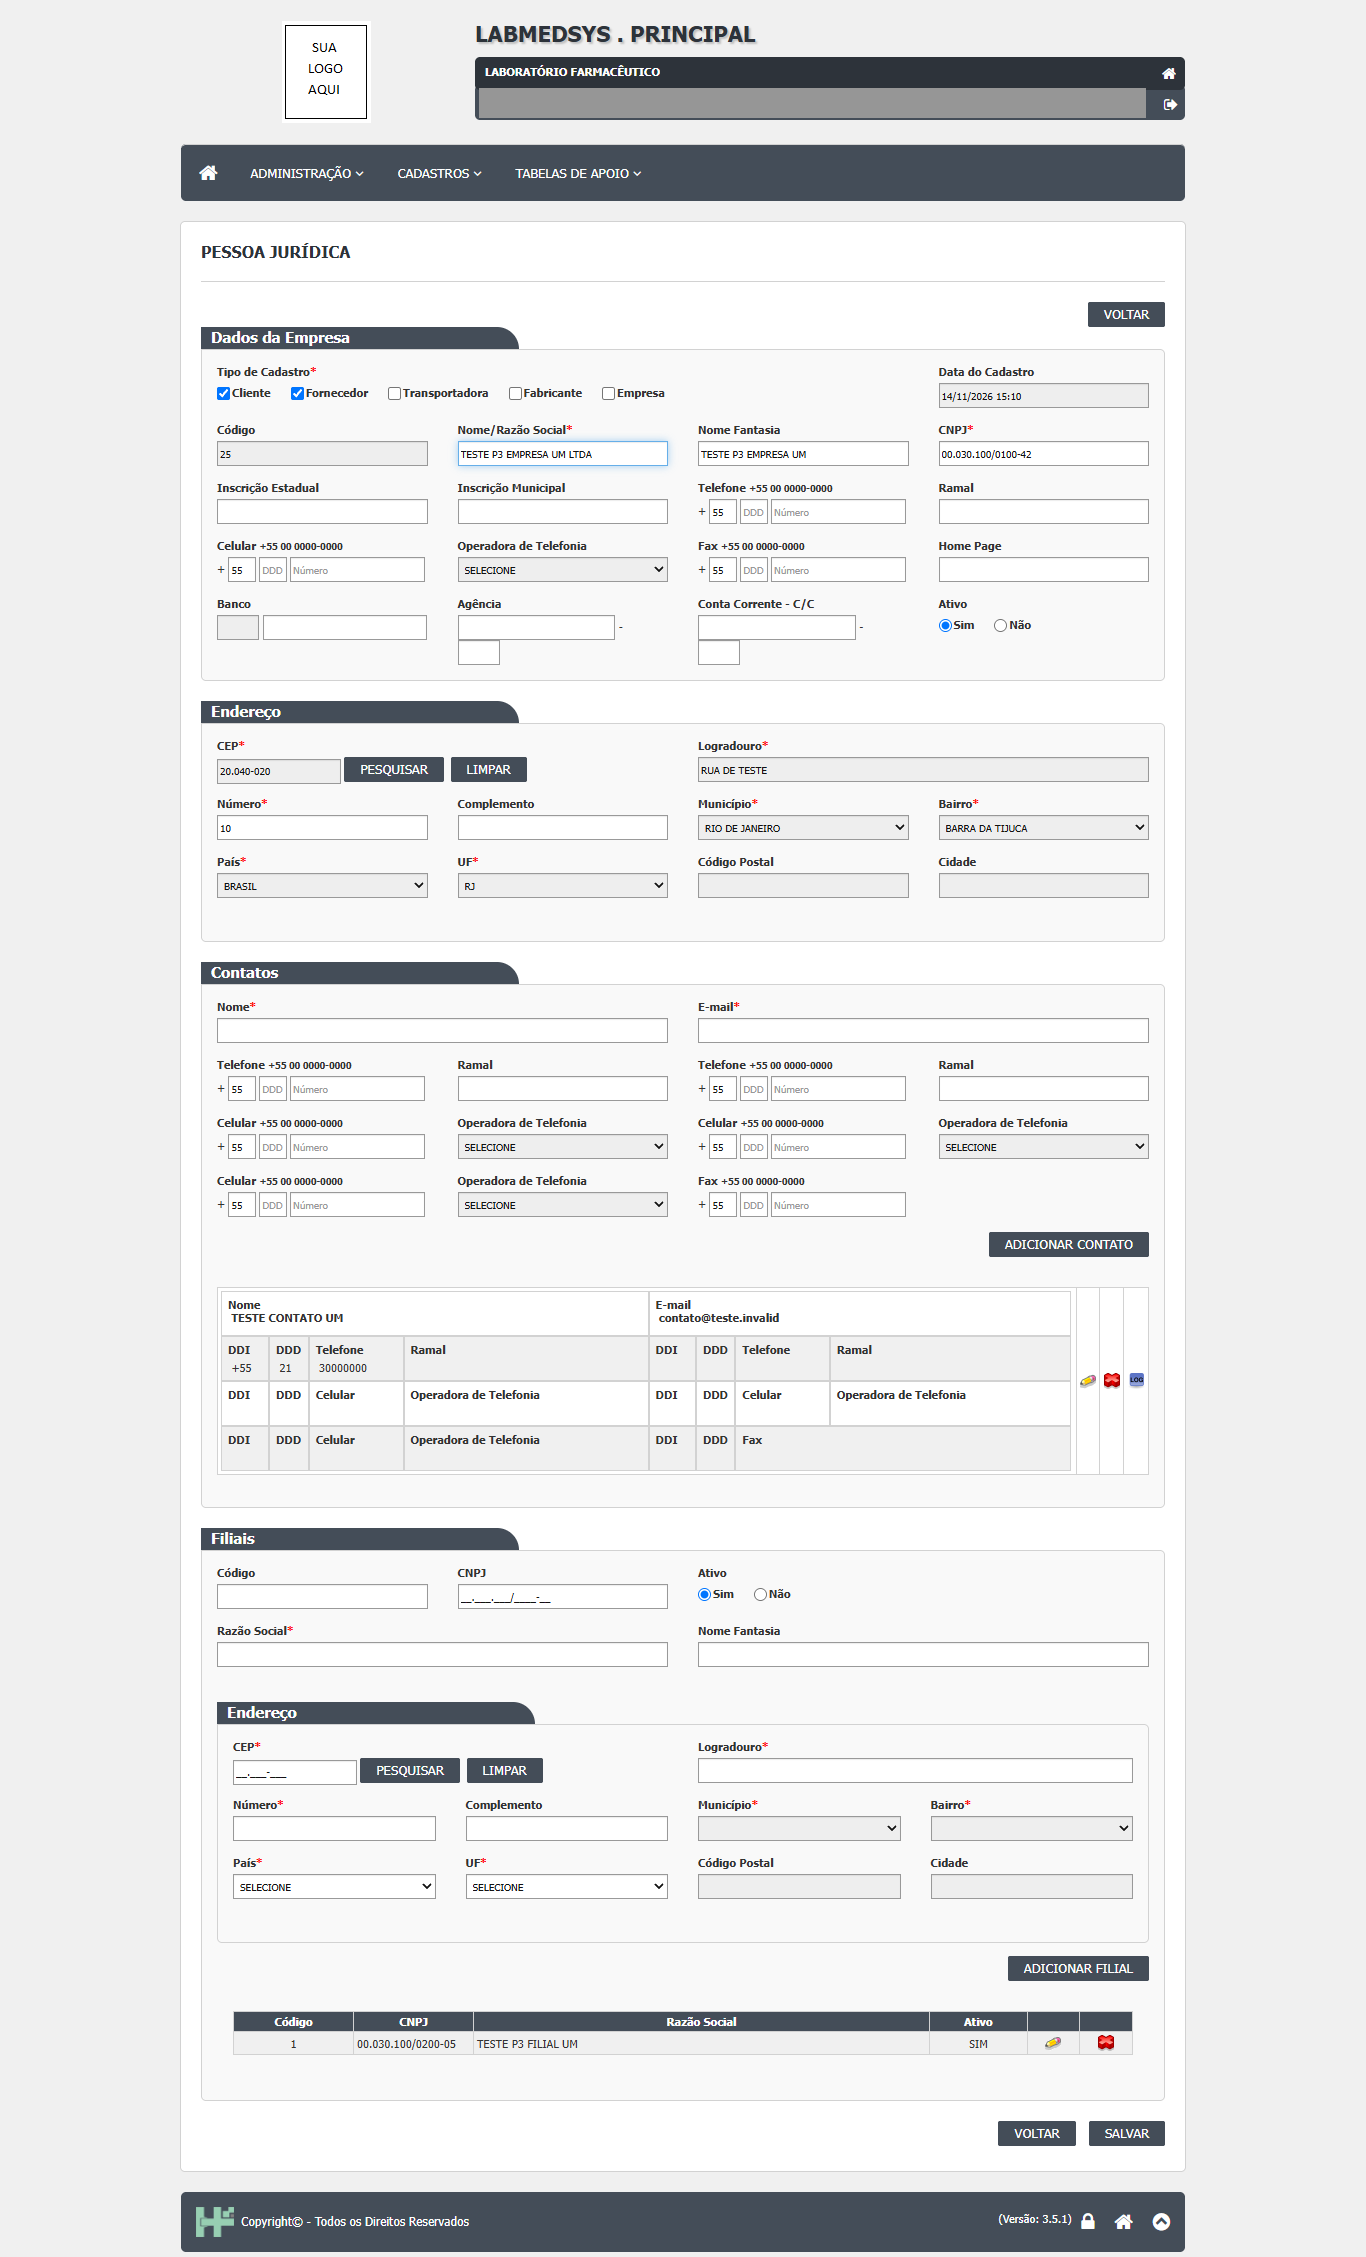 SUA
LOGO
AQUI
LABMEDSYS . PRINCIPAL
LABORATÓRIO FARMACÊUTICO
ADMINISTRAÇÃO CADASTROS TABELAS DE APOIO
PESSOA JURÍDICA
VOLTAR
Dados da Empresa
Tipo de Cadastro* Data do Cadastro
Cliente Fornecedor Transportadora Fabricante Empresa
14/11/2026 15:10
Código Nome/Razão Social* Nome Fantasia CNPJ*
25 TESTE P3 EMPRESA UM LTDA TESTE P3 EMPRESA UM 00.030.100/0100-42
Inscrição Estadual Inscrição Municipal Telefone +55 00 0000-0000 Ramal
+ 55 DDD Número
Celular +55 00 0000-0000 Operadora de Telefonia Fax +55 00 0000-0000 Home Page
+ 55 DDD Número SELECIONE + 55 DDD Número
Banco Agência Conta Corrente - C/C Ativo
- - Sim Não
Endereço
CEP* Logradouro*
20.040-020 PESQUISAR LIMPAR RUA DE TESTE
Número* Complemento Município* Bairro*
10 RIO DE JANEIRO BARRA DA TIJUCA
País* UF* Código Postal Cidade
BRASIL RJ
Contatos
Nome* E-mail*
Telefone +55 00 0000-0000 Ramal Telefone +55 00 0000-0000 Ramal
+ 55 DDD Número + 55 DDD Número
Celular +55 00 0000-0000 Operadora de Telefonia Celular +55 00 0000-0000 Operadora de Telefonia
+ 55 DDD Número SELECIONE + 55 DDD Número SELECIONE
Celular +55 00 0000-0000 Operadora de Telefonia Fax +55 00 0000-0000
+ 55 DDD Número SELECIONE + 55 DDD Número
ADICIONAR CONTATO
Nome E-mail
TESTE CONTATO UM contato@teste.invalid
DDI DDD Telefone Ramal DDI DDD Telefone Ramal
+55 21 30000000
LOG
DDI DDD Celular Operadora de Telefonia DDI DDD Celular Operadora de Telefonia
DDI DDD Celular Operadora de Telefonia DDI DDD Fax
Filiais
Código CNPJ Ativo
__.___.___/____-__ Sim Não
Razão Social* Nome Fantasia
Endereço
CEP* Logradouro*
__.___-___ PESQUISAR LIMPAR
Número* Complemento Município* Bairro*
País* UF* Código Postal Cidade
SELECIONE SELECIONE
ADICIONAR FILIAL
Código CNPJ Razão Social Ativo
1 00.030.100/0200-05 TESTE P3 FILIAL UM SIM
VOLTAR SALVAR
Copyright© - Todos os Direitos Reservados (Versão: 3.5.1)